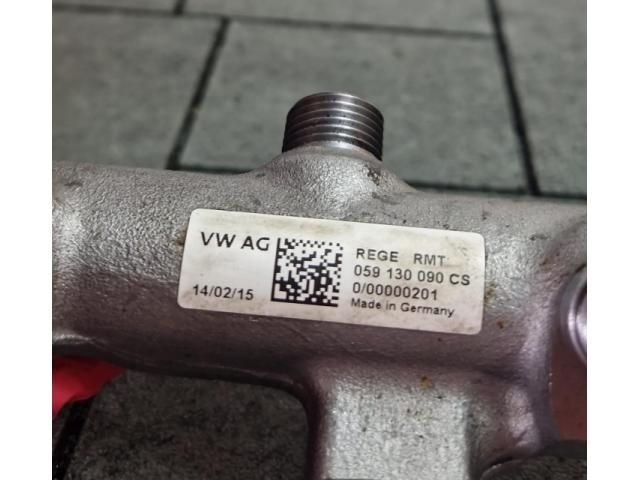 VW AG
14/02/15
REGE RMT
059 130 090 CS
0/00000201
Made in Germany